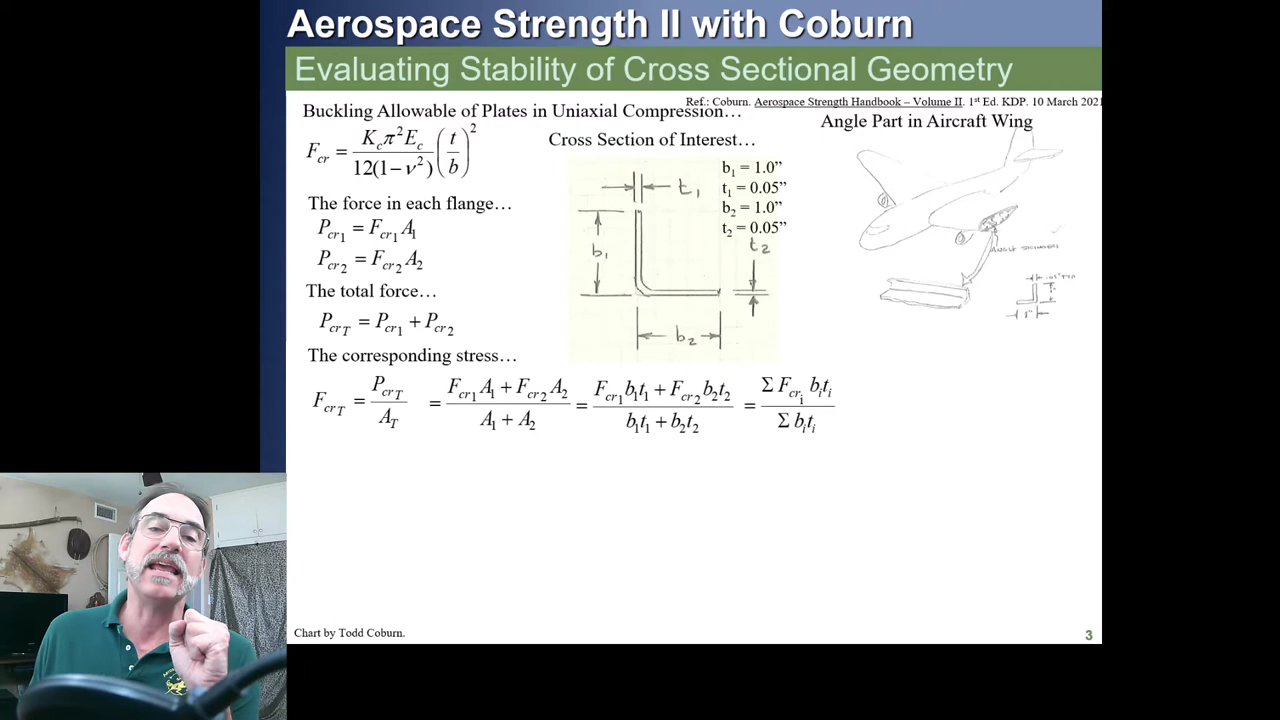 Aerospace Strength II with Coburn
Evaluating Stability of Cross Sectional Geometry
Ref.: Coburn. Aerospace Strength Handbook – Volume II. 1st Ed. KDP. 10 March 2021
Buckling Allowable of Plates in Uniaxial Compression…
F_cr = K_c π² E_c / 12(1 − ν²) (t / b)²
The force in each flange…
P_cr1 = F_cr1 A₁
P_cr2 = F_cr2 A₂
The total force…
P_crT = P_cr1 + P_cr2
The corresponding stress…
F_crT = P_crT / A_T = (F_cr1 A₁ + F_cr2 A₂) / (A₁ + A₂) = (F_cr1 b₁t₁ + F_cr2 b₂t₂) / (b₁t₁ + b₂t₂) = Σ F_cri b_i t_i / Σ b_i t_i
Cross Section of Interest…
b₁ = 1.0”
t₁ = 0.05”
b₂ = 1.0”
t₂ = 0.05”
t₁
b₁
t₂
b₂
Angle Part in Aircraft Wing
ANGLE STRINGERS
1"
Chart by Todd Coburn.
3